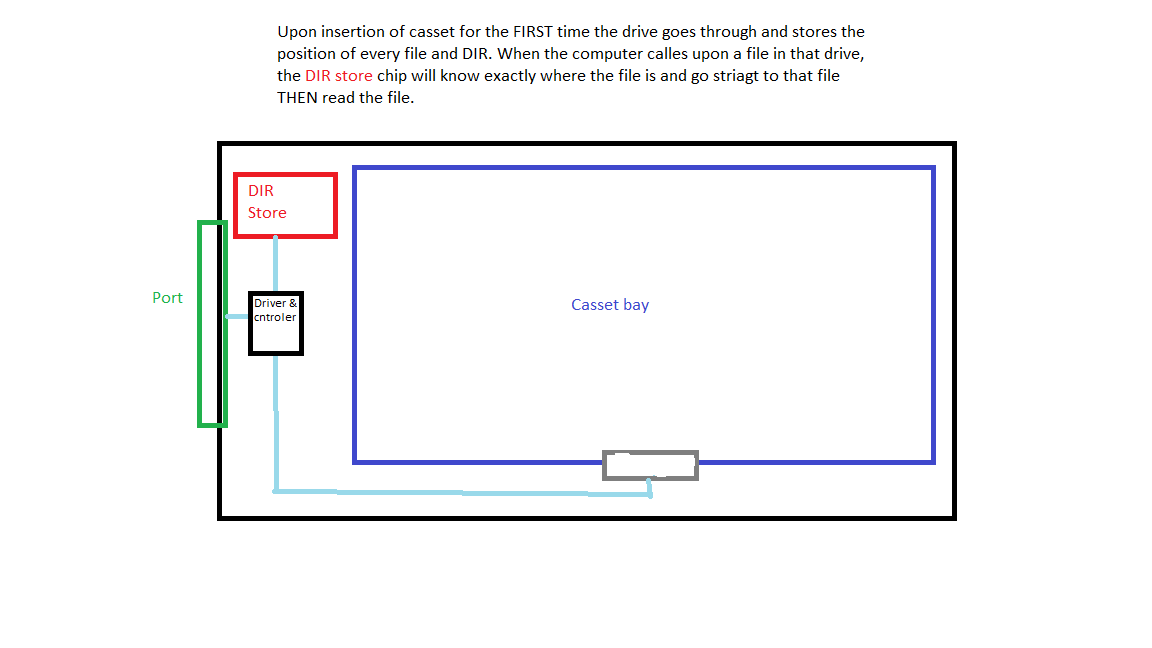 Upon insertion of casset for the FIRST time the drive goes through and stores the
position of every file and DIR. When the computer calles upon a file in that drive,
the DIR store chip will know exactly where the file is and go striagt to that file
THEN read the file.
DIR
Store
Port
Driver &
cntroler
Casset bay